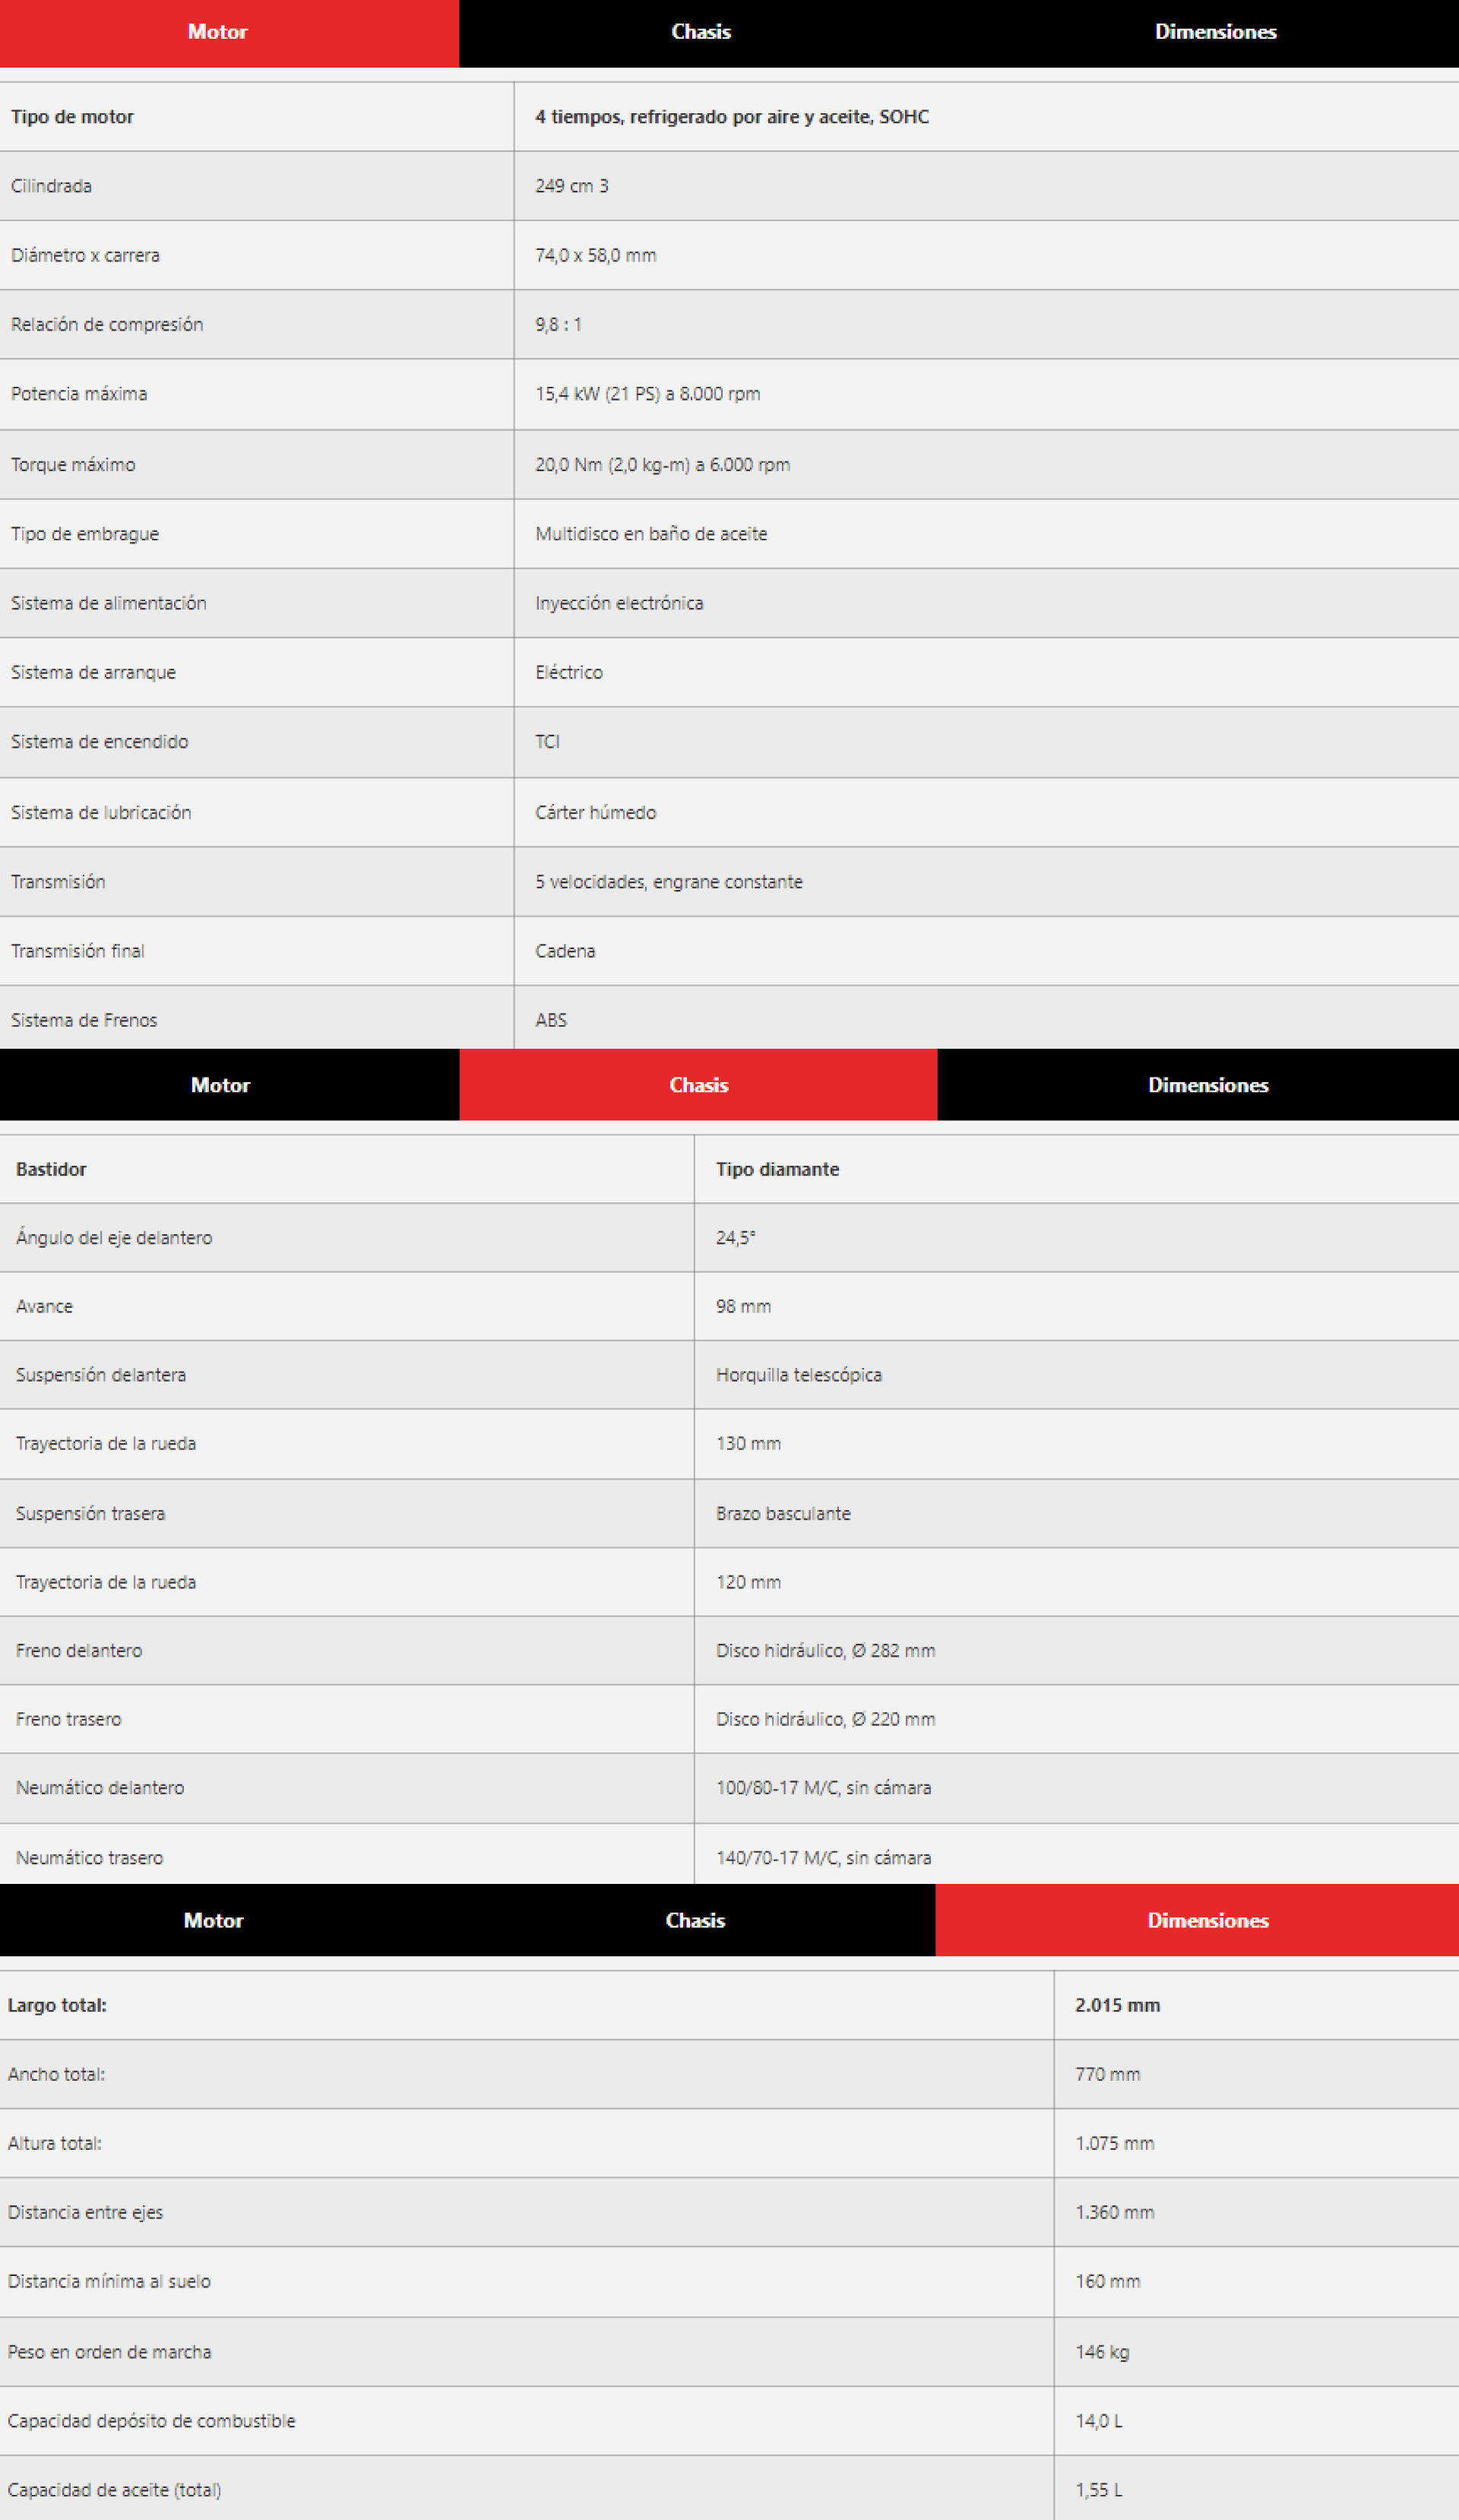 Motor Chasis Dimensiones
Tipo de motor 4 tiempos, refrigerado por aire y aceite, SOHC
Cilindrada 249 cm 3
Diámetro x carrera 74,0 x 58,0 mm
Relación de compresión 9,8 : 1
Potencia máxima 15,4 kW (21 PS) a 8.000 rpm
Torque máximo 20,0 Nm (2,0 kg-m) a 6.000 rpm
Tipo de embrague Multidisco en baño de aceite
Sistema de alimentación Inyección electrónica
Sistema de arranque Eléctrico
Sistema de encendido TCI
Sistema de lubricación Cárter húmedo
Transmisión 5 velocidades, engrane constante
Transmisión final Cadena
Sistema de Frenos ABS
Motor Chasis Dimensiones
Bastidor Tipo diamante
Ángulo del eje delantero 24,5°
Avance 98 mm
Suspensión delantera Horquilla telescópica
Trayectoria de la rueda 130 mm
Suspensión trasera Brazo basculante
Trayectoria de la rueda 120 mm
Freno delantero Disco hidráulico, Ø 282 mm
Freno trasero Disco hidráulico, Ø 220 mm
Neumático delantero 100/80-17 M/C, sin cámara
Neumático trasero 140/70-17 M/C, sin cámara
Motor Chasis Dimensiones
Largo total: 2.015 mm
Ancho total: 770 mm
Altura total: 1.075 mm
Distancia entre ejes 1.360 mm
Distancia mínima al suelo 160 mm
Peso en orden de marcha 146 kg
Capacidad depósito de combustible 14,0 L
Capacidad de aceite (total) 1,55 L